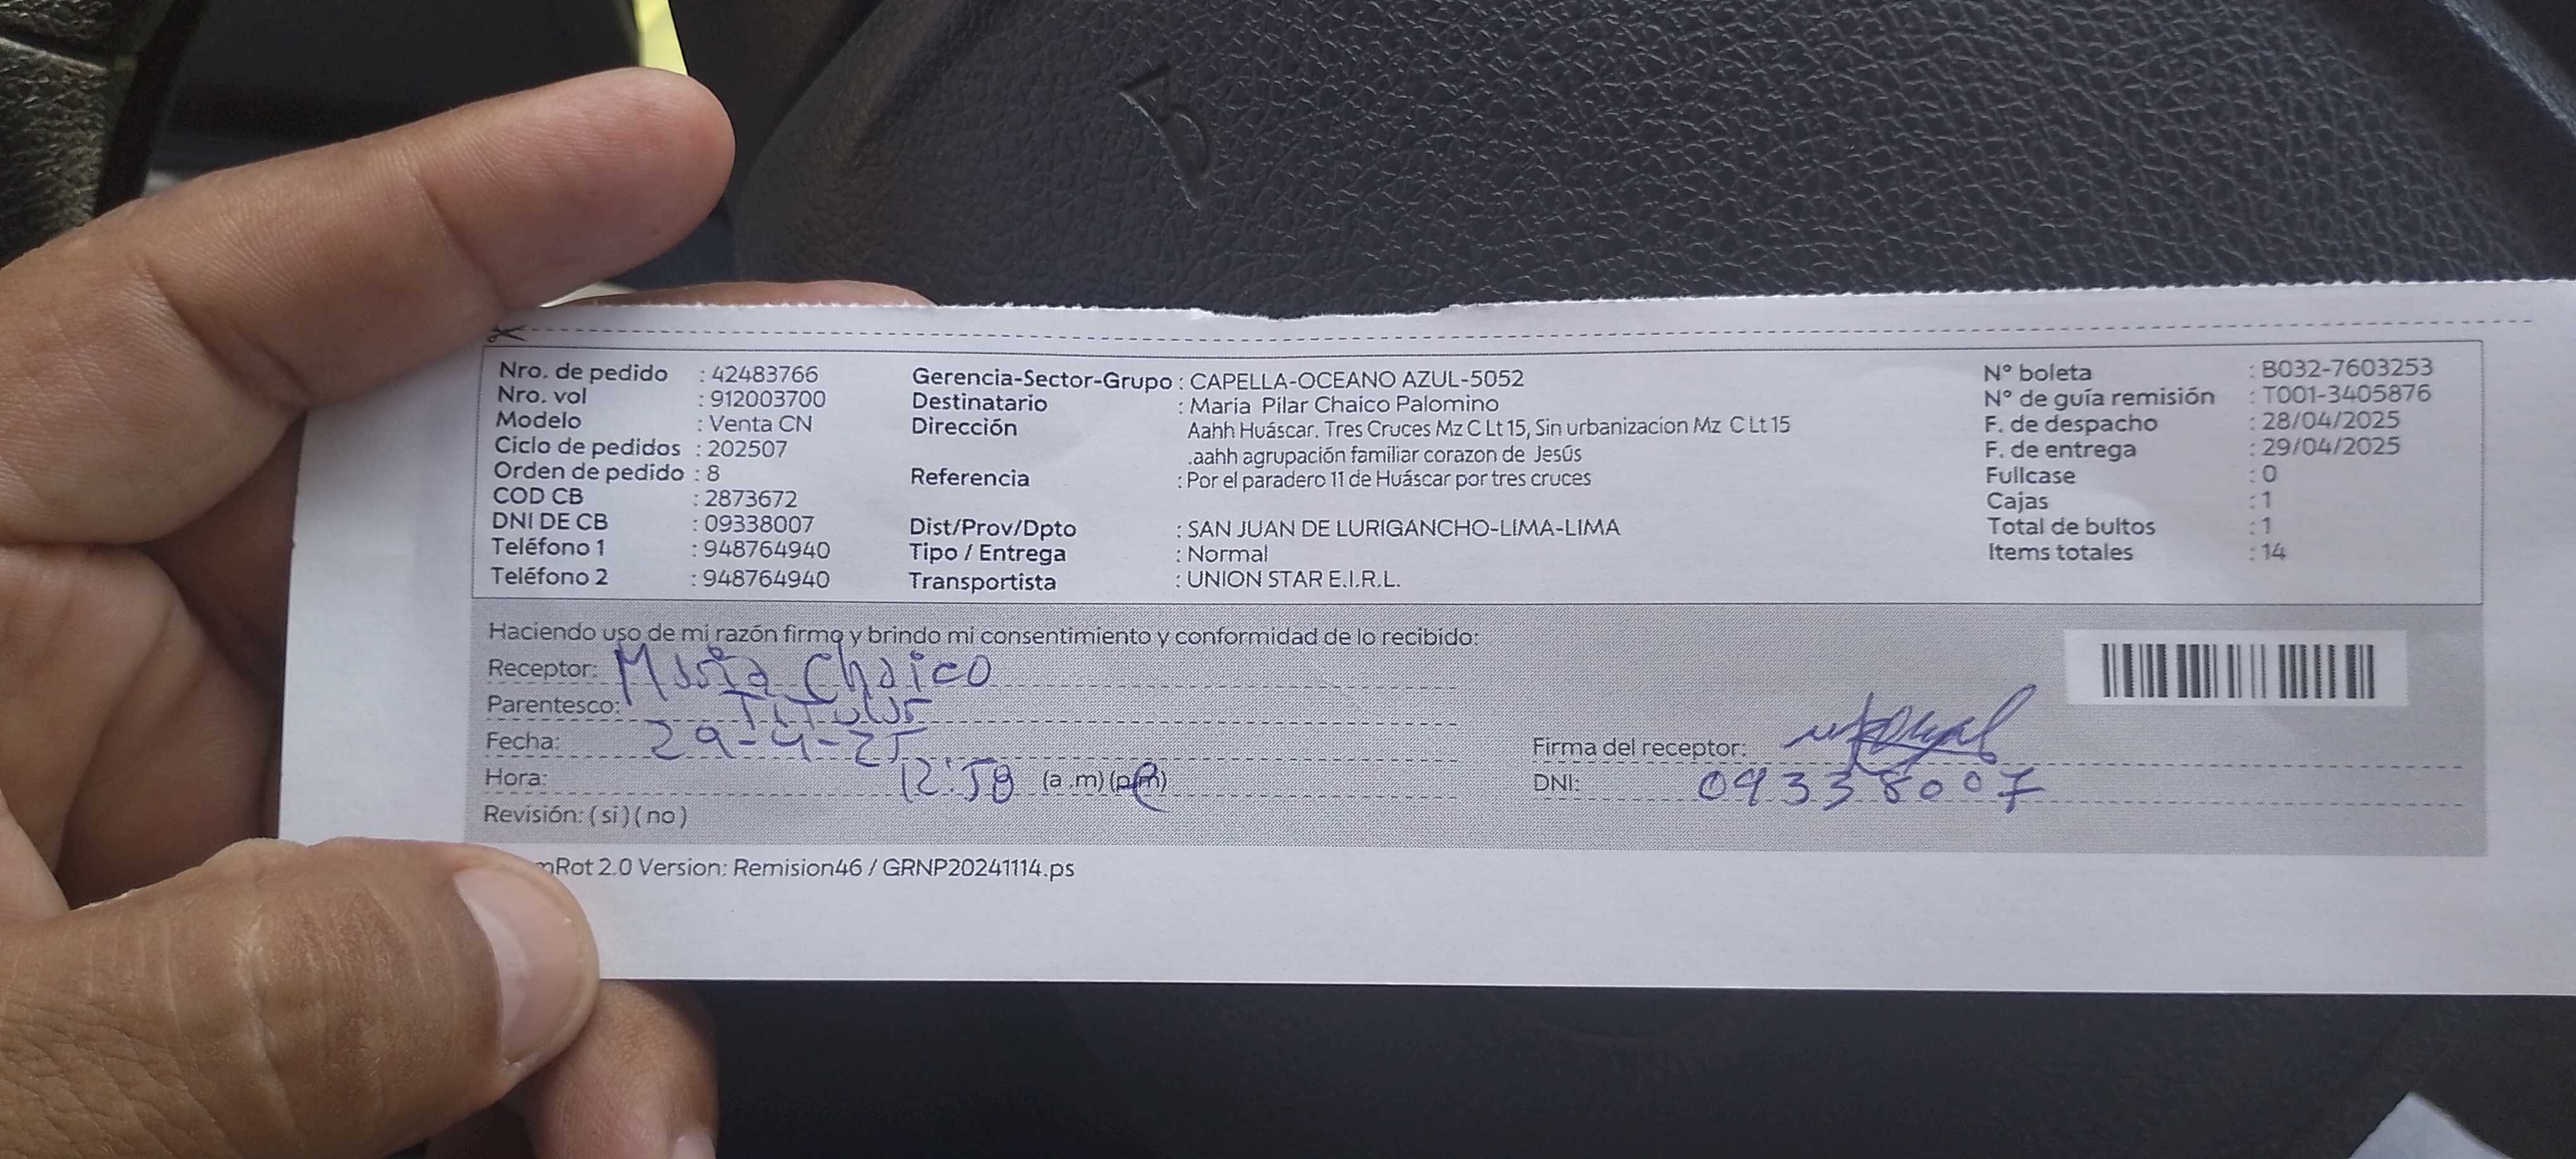 Nro. de pedido : 42483766
Nro. vol : 912003700
Modelo : Venta CN
Ciclo de pedidos : 202507
Orden de pedido : 8
COD CB : 2873672
DNI DE CB : 09338007
Teléfono 1 : 948764940
Teléfono 2 : 948764940
Gerencia-Sector-Grupo : CAPELLA-OCEANO AZUL-5052
Destinatario : María Pilar Chaico Palomino
Dirección Aahh Huáscar. Tres Cruces Mz C Lt 15, Sin urbanizacion Mz C Lt 15
.aahh agrupación familiar corazon de Jesús
Referencia : Por el paradero 11 de Huáscar por tres cruces
Dist/Prov/Dpto : SAN JUAN DE LURIGANCHO-LIMA-LIMA
Tipo / Entrega : Normal
Transportista : UNION STAR E.I.R.L.
N° boleta : B032-7603253
N° de guía remisión : T001-3405876
F. de despacho : 28/04/2025
F. de entrega : 29/04/2025
Fullcase : 0
Cajas : 1
Total de bultos : 1
Items totales : 14
Haciendo uso de mi razón firmo y brindo mi consentimiento y conformidad de lo recibido:
Receptor: María Chaico
Parentesco: Titular
Fecha: 29-4-25
Hora: 12:58 (a.m)(p.m)
Revisión: (si)(no)
Firma del receptor:
DNI: 09338007
mRot 2.0 Version: Remision46 / GRNP20241114.ps